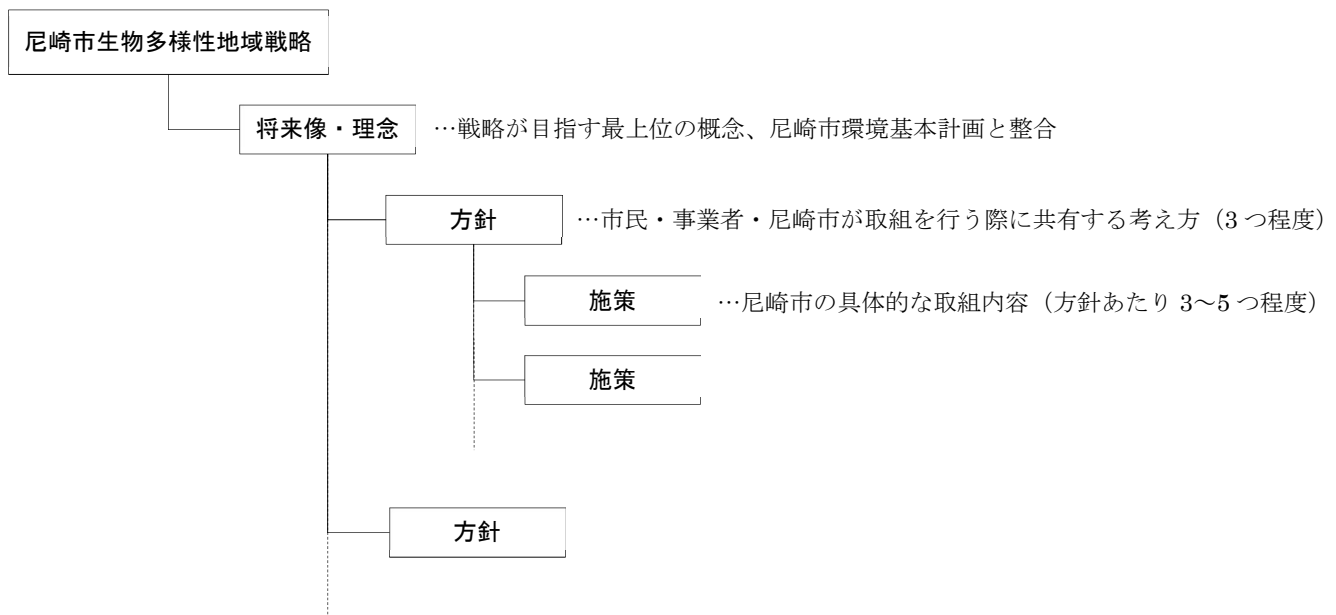 尼崎市生物多様性地域戦略
将来像・理念 …戦略が目指す最上位の概念、尼崎市環境基本計画と整合
方針 …市民・事業者・尼崎市が取組を行う際に共有する考え方（3 つ程度）
施策 …尼崎市の具体的な取組内容（方針あたり 3～5 つ程度）
施策
方針